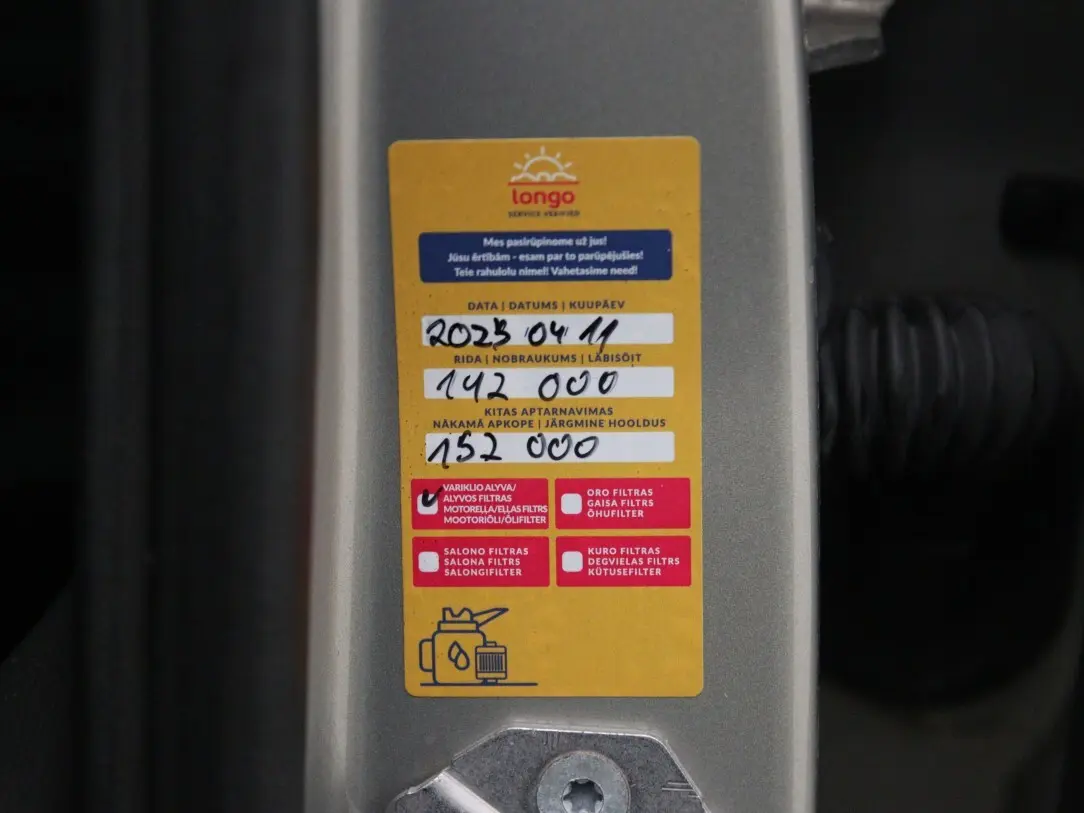 longo
SERVICE VERIFIED
Mes pasirūpinome už jus!
Jūsu ērtībām - esam par to parūpējušies!
Teie rahulolu nimel! Vahetasime need!
DATA | DATUMS | KUUPÄEV
2023 04 11
RIDA | NOBRAUKUMS | LÄBISÕIT
142 000
KITAS APTARNAVIMAS
NĀKAMĀ APKOPE | JÄRGMINE HOOLDUS
152 000
VARIKLIO ALYVA/
ALYVOS FILTRAS
MOTOREĻĻA/EĻĻAS FILTRS
MOOTORIÕLI/ÕLIFILTER
ORO FILTRAS
GAISA FILTRS
ÕHUFILTER
SALONO FILTRAS
SALONA FILTRS
SALONGIFILTER
KURO FILTRAS
DEGVIELAS FILTRS
KÜTUSEFILTER